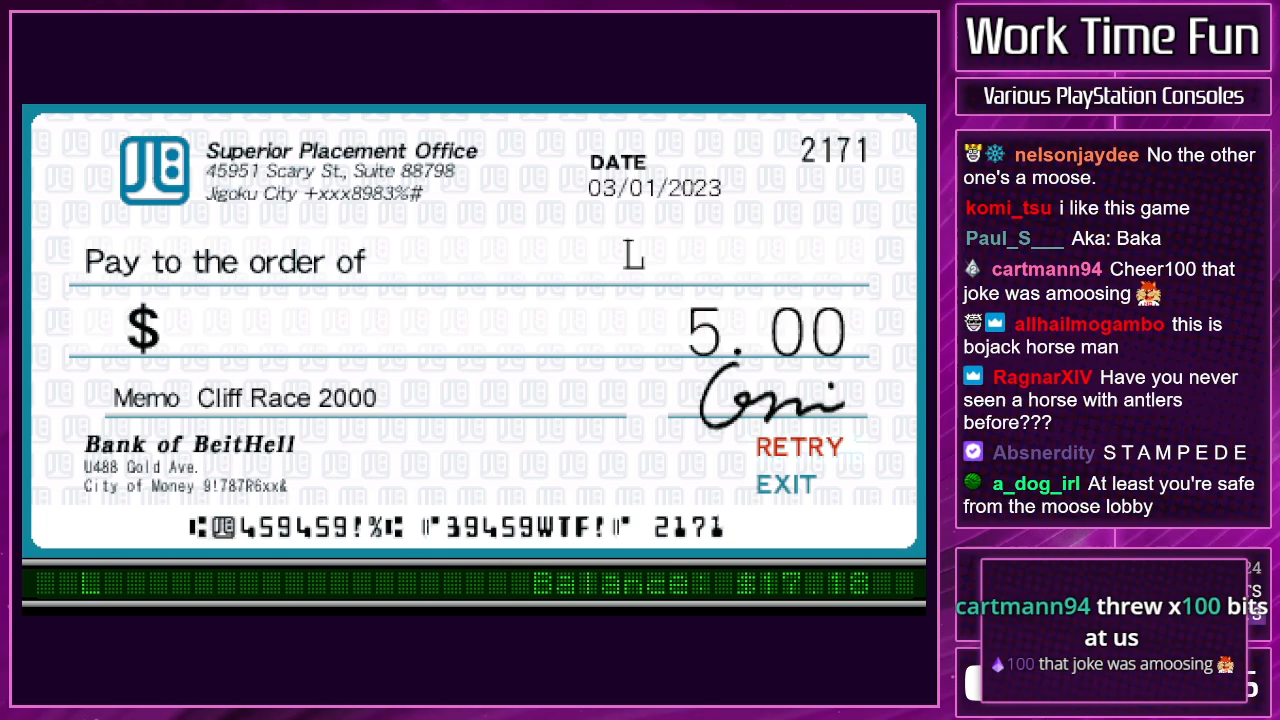 Work Time Fun
Various PlayStation Consoles
Superior Placement Office
45951 Scary St., Suite 88798
Jigoku City +xxx8983%#
DATE
03/01/2023
2171
Pay to the order of L
$ 5.00
Memo Cliff Race 2000
Bank of BeitHell
U488 Gold Ave.
City of Money 9!787R6xx&
RETRY
EXIT
459459!%
39459WTF!
2171
L Balance: $17.18
nelsonjaydee No the other
one's a moose.
komi_tsu i like this game
Paul_S___ Aka: Baka
cartmann94 Cheer100 that
joke was amoosing
allhailmogambo this is
bojack horse man
RagnarXIV Have you never
seen a horse with antlers
before???
Absnerdity S T A M P E D E
a_dog_irl At least you're safe
from the moose lobby
cartmann94 threw x100 bits
at us
100 that joke was amoosing